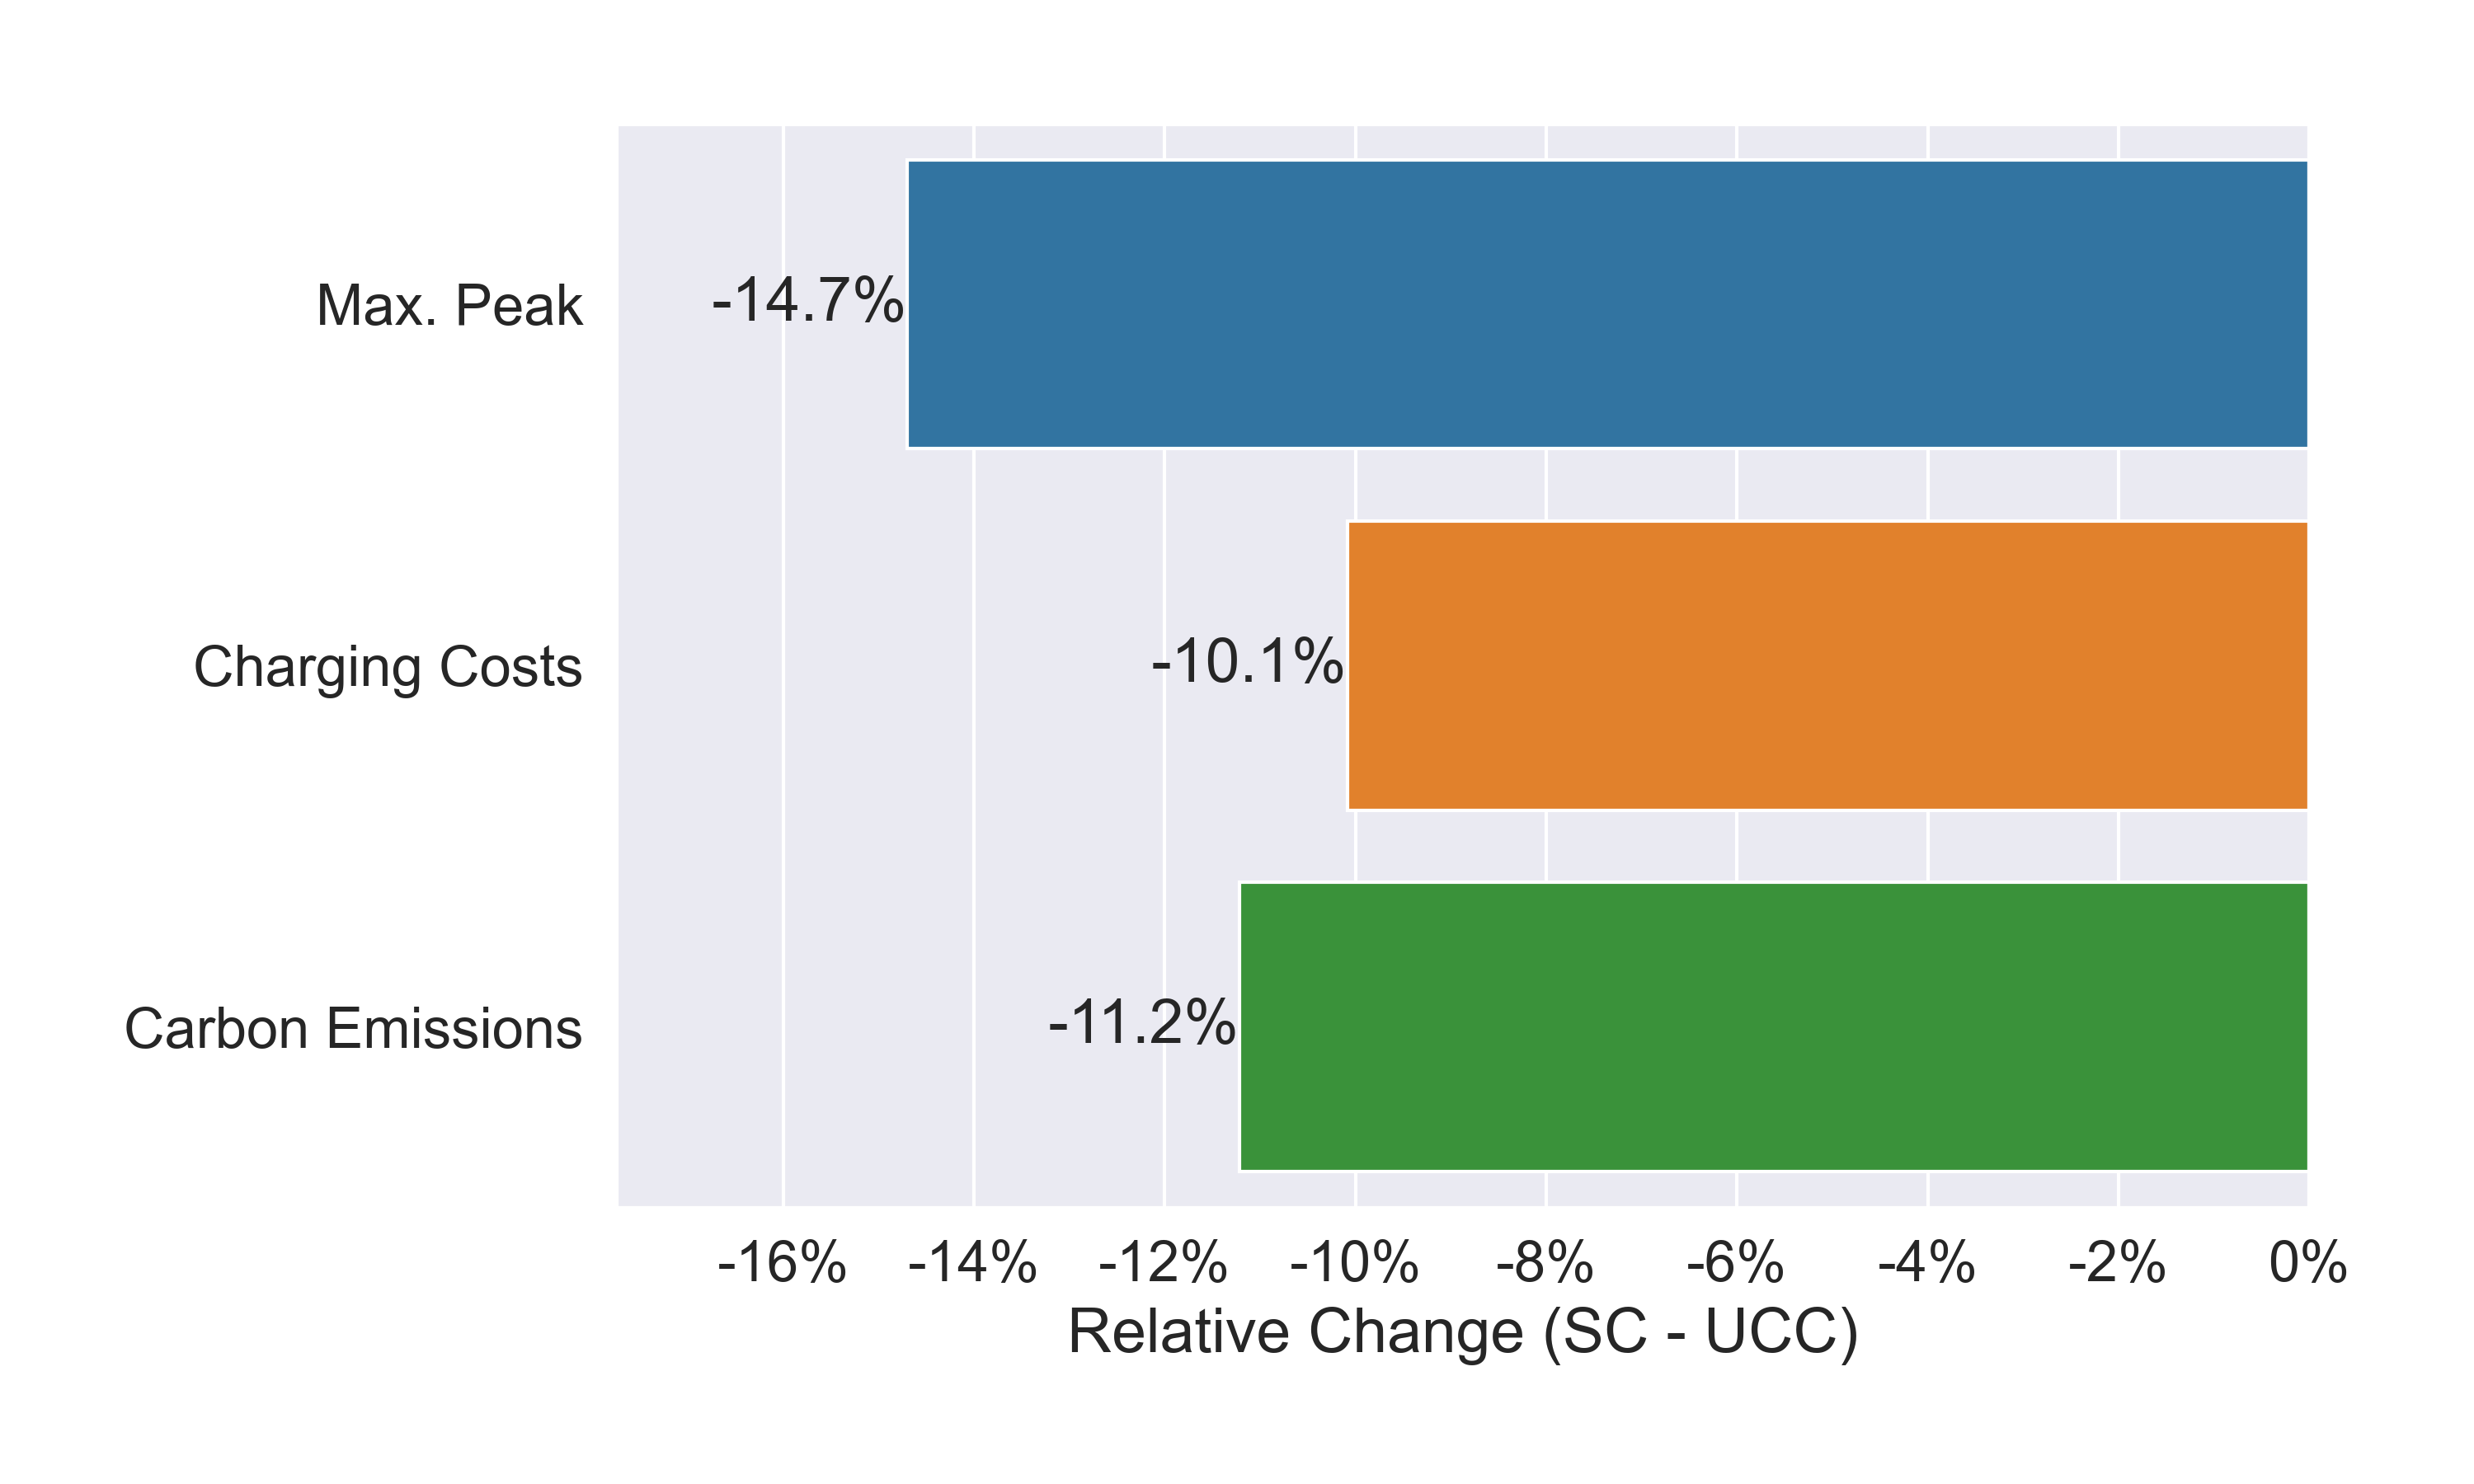 Max. Peak
-14.7%
Charging Costs
-10.1%
Carbon Emissions
-11.2%
-16% -14% -12% -10% -8% -6% -4% -2% 0%
Relative Change (SC - UCC)